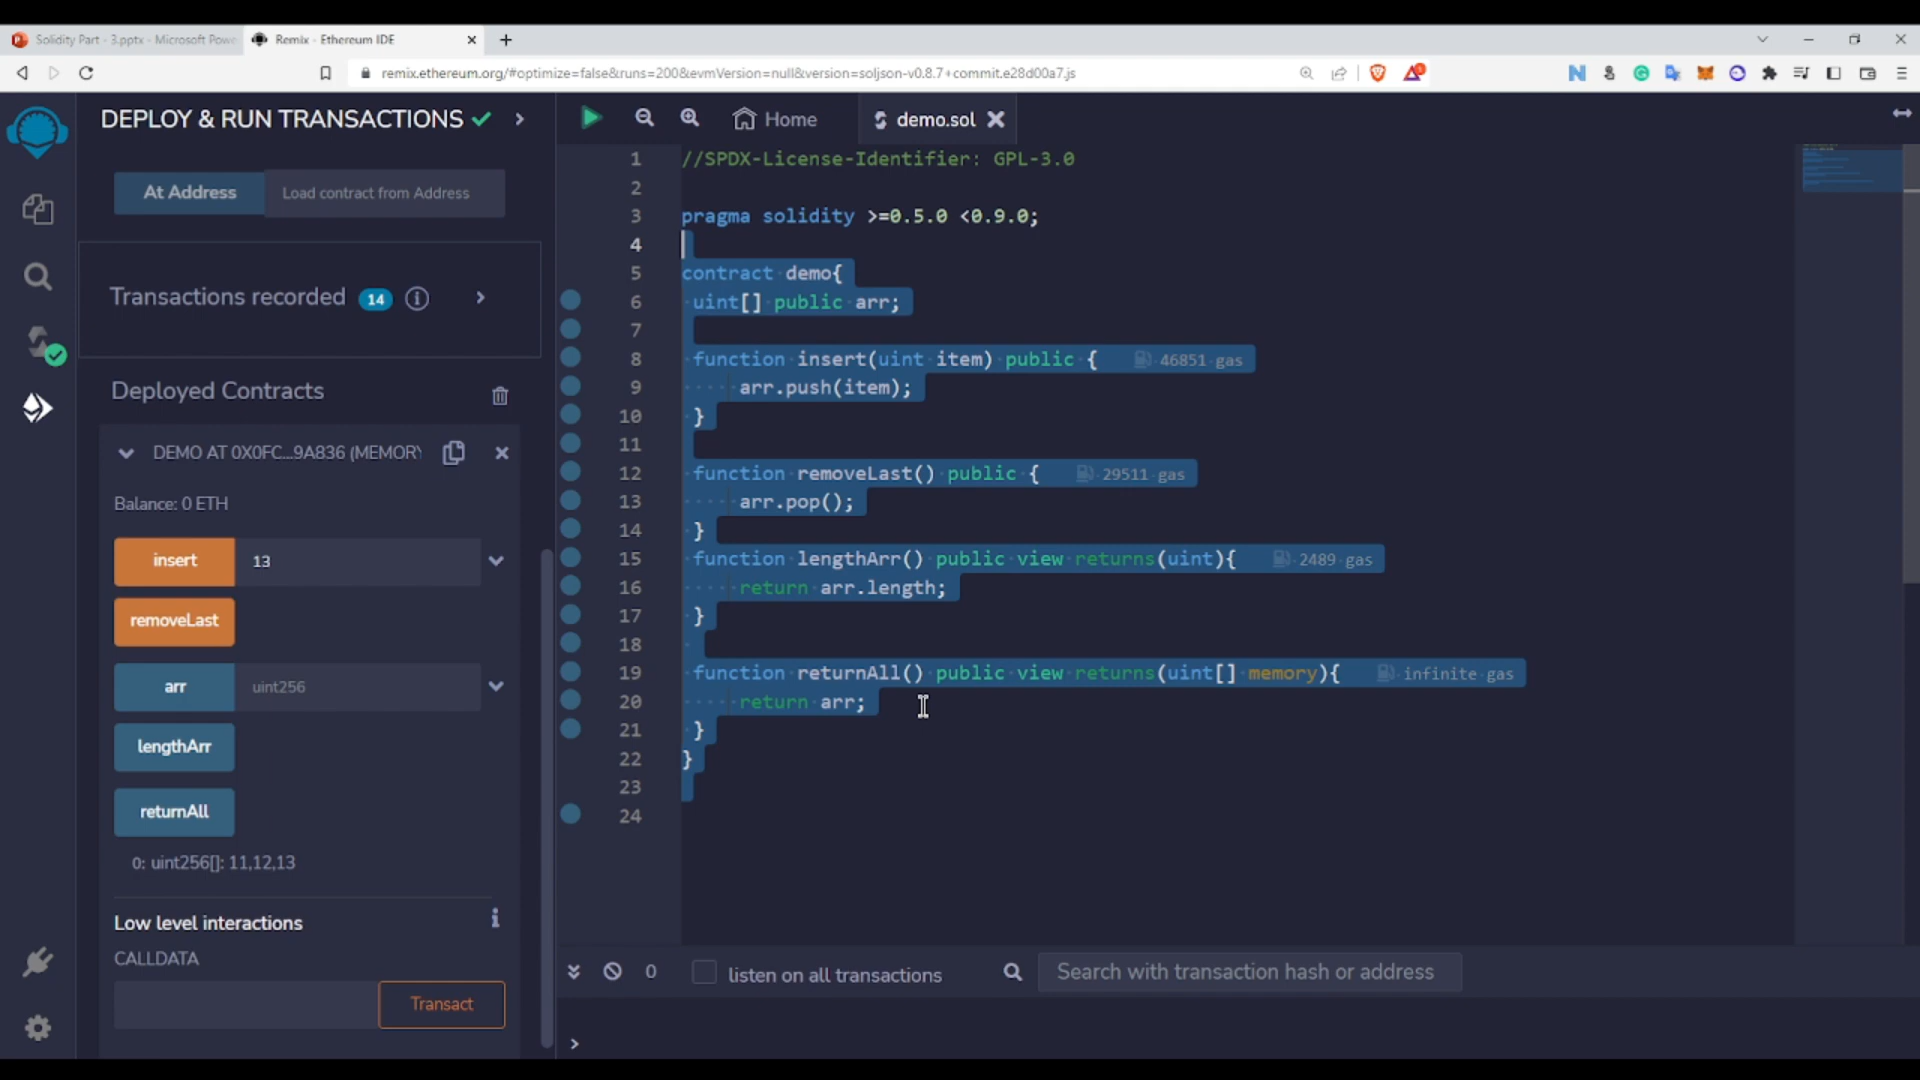 Solidity Part - 3.pptx - Microsoft Powe
Remix - Ethereum IDE
remix.ethereum.org/#optimize=false&runs=200&evmVersion=null&version=soljson-v0.8.7+commit.e28d00a7.js
DEPLOY & RUN TRANSACTIONS
At Address
Load contract from Address
Transactions recorded 14
Deployed Contracts
DEMO AT 0X0FC...9A836 (MEMORY
Balance: 0 ETH
insert
13
removeLast
arr
uint256
lengthArr
returnAll
0: uint256[]: 11,12,13
Low level interactions
CALLDATA
Transact
Home
demo.sol
1 //SPDX-License-Identifier: GPL-3.0
2
3 pragma solidity >=0.5.0 <0.9.0;
4
5 contract demo{
6 uint[] public arr;
7
8 function insert(uint item) public { 46851 gas
9 arr.push(item);
10 }
11
12 function removeLast() public { 29511 gas
13 arr.pop();
14 }
15 function lengthArr() public view returns(uint){ 2489 gas
16 return arr.length;
17 }
18
19 function returnAll() public view returns(uint[] memory){ infinite gas
20 return arr;
21 }
22 }
23
24
0
listen on all transactions
Search with transaction hash or address
>